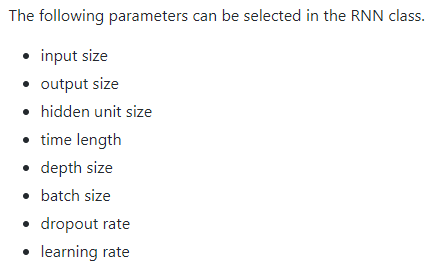 The following parameters can be selected in the RNN class.
• input size
• output size
• hidden unit size
• time length
• depth size
• batch size
• dropout rate
• learning rate